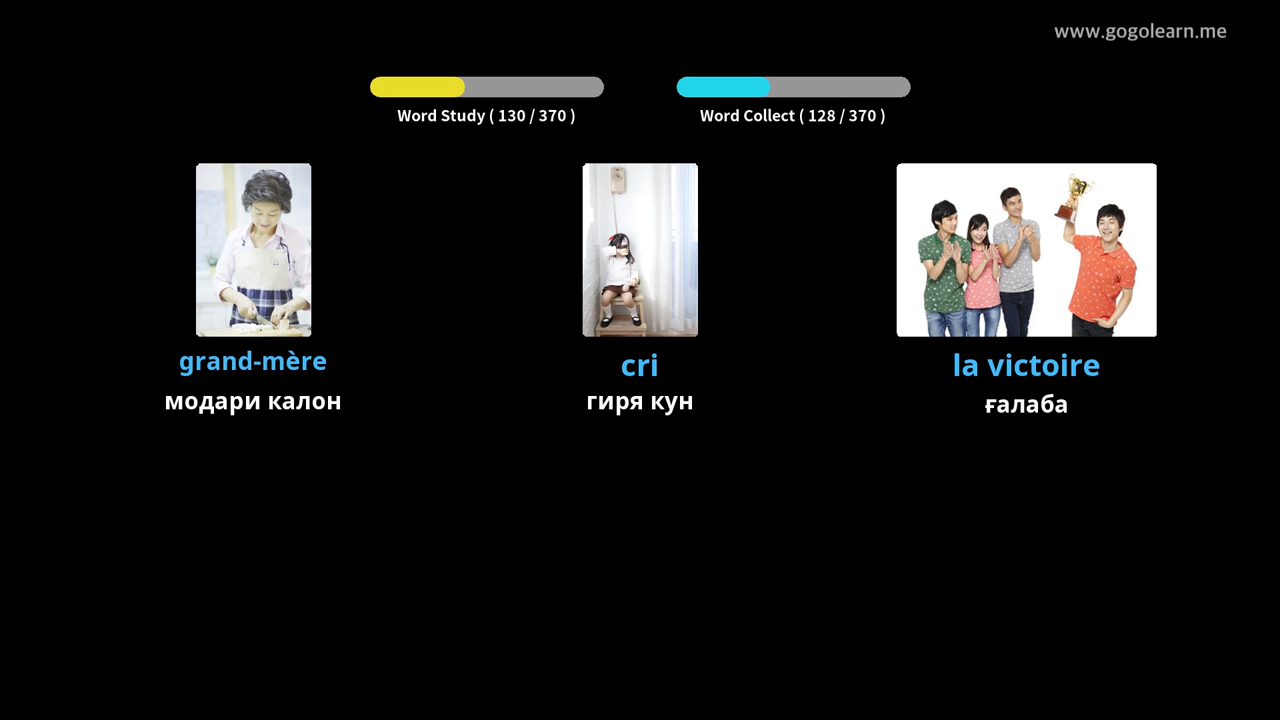 www.gogolearn.me
Word Study ( 130 / 370 )
Word Collect ( 128 / 370 )
grand-mère
модари калон
cri
гиря кун
la victoire
ғалаба